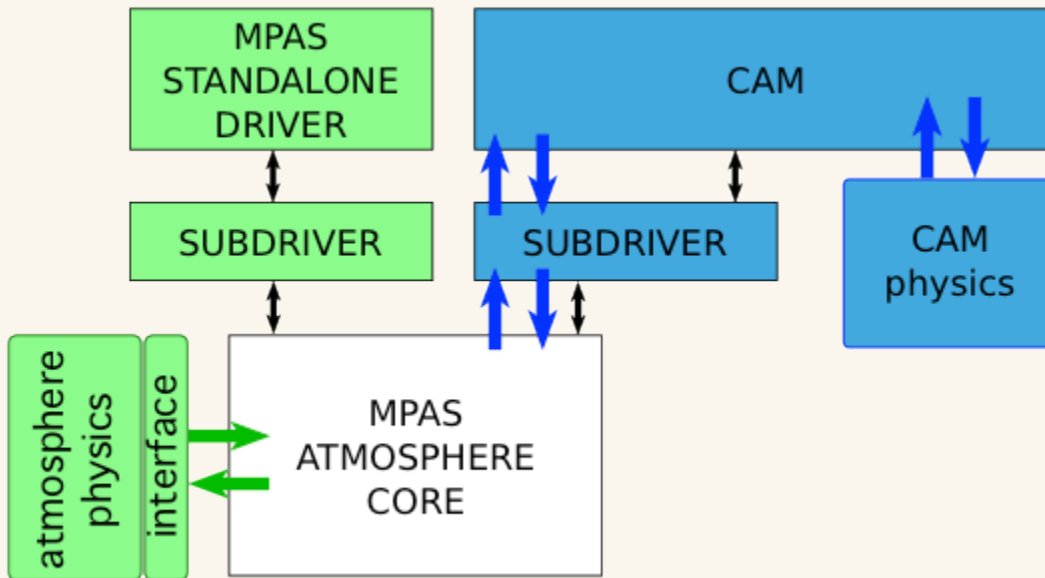 MPAS
STANDALONE
DRIVER
CAM
SUBDRIVER
SUBDRIVER
CAM
physics
atmosphere
physics
interface
MPAS
ATMOSPHERE
CORE